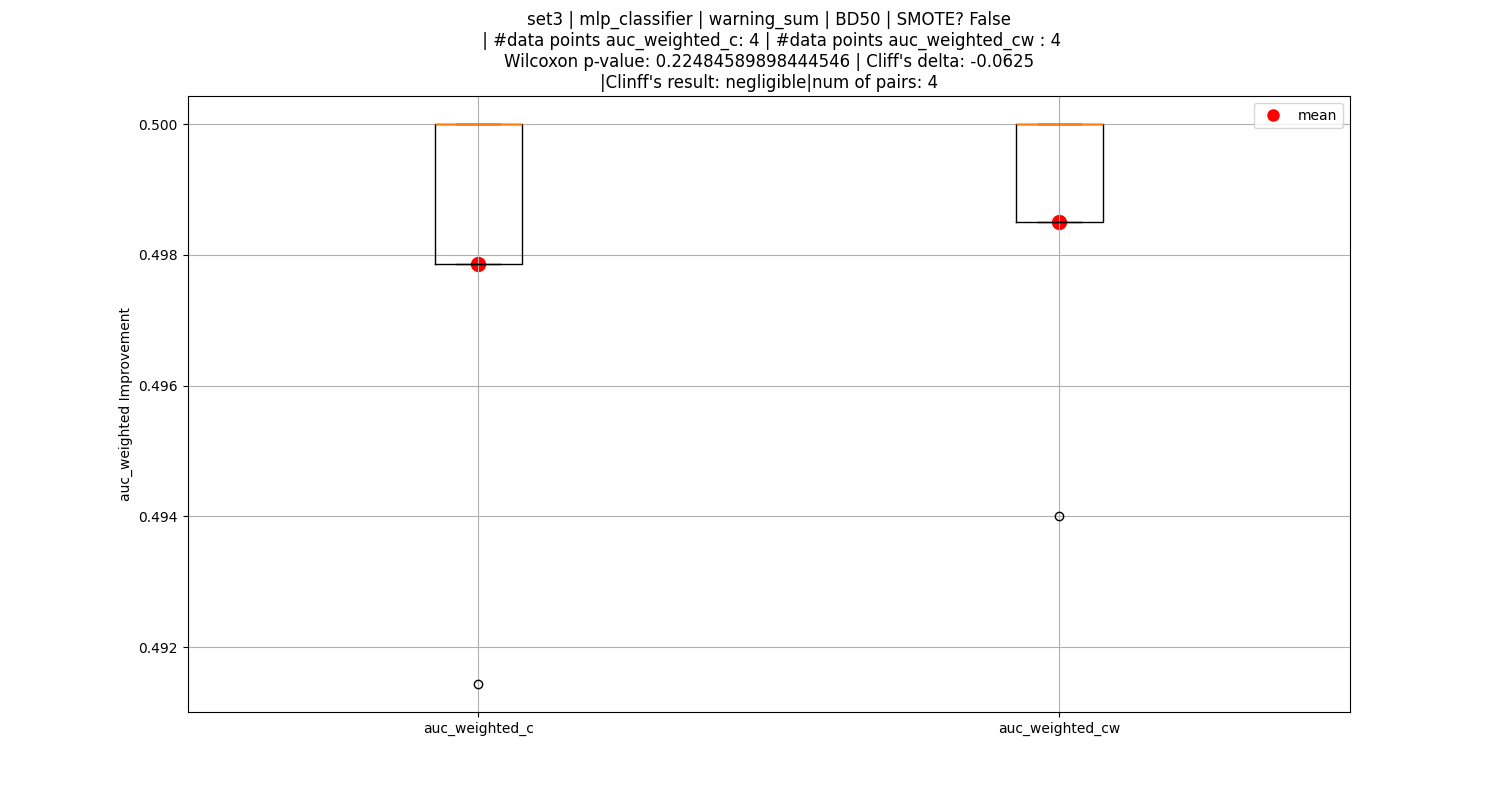 set3 | mlp_classifier | warning_sum | BD50 | SMOTE? False
| #data points auc_weighted_c: 4 | #data points auc_weighted_cw : 4
Wilcoxon p-value: 0.22484589898444546 | Cliff's delta: -0.0625
|Clinff's result: negligible|num of pairs: 4
mean
auc_weighted Improvement
0.500
0.498
0.496
0.494
0.492
auc_weighted_c
auc_weighted_cw